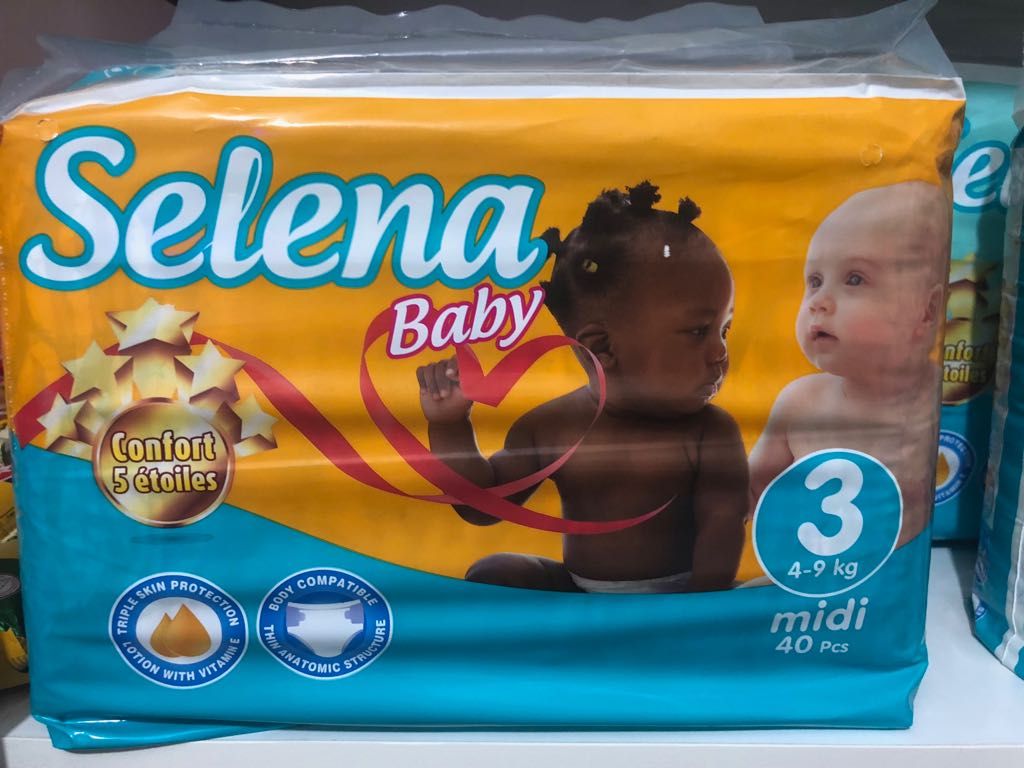 Selena
Baby
Confort
5 étoiles
TRIPLE SKIN PROTECTION
LOTION WITH VITAMIN E
BODY COMPATIBLE
THIN ANATOMIC STRUCTURE
3
4-9 kg
midi
40 Pcs